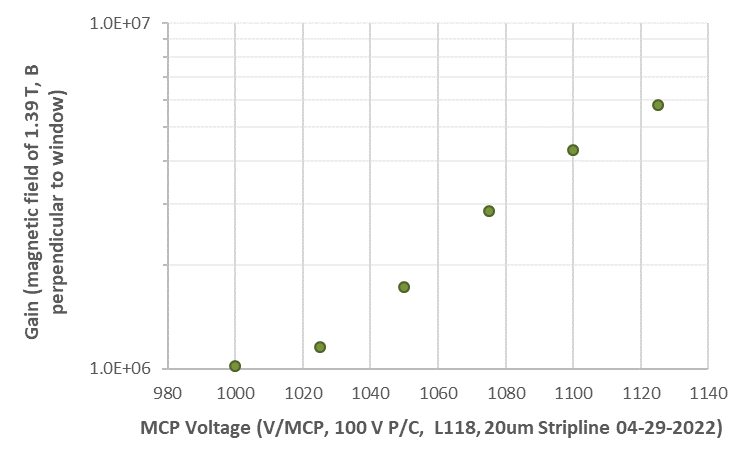 1.0E+07
Gain (magnetic field of 1.39 T, B
perpendicular to window)
1.0E+06
980 1000 1020 1040 1060 1080 1100 1120 1140
MCP Voltage (V/MCP, 100 V P/C,  L118, 20um Stripline 04-29-2022)